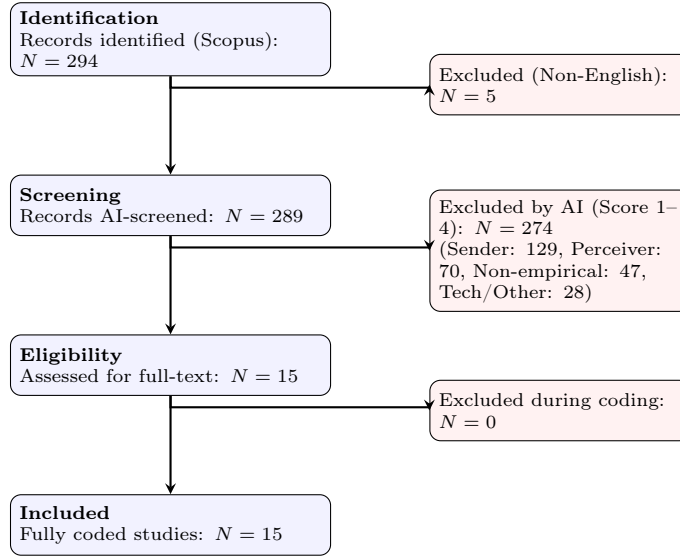 Identification
Records identified (Scopus):
N = 294
Excluded (Non-English):
N = 5
Screening
Records AI-screened: N = 289
Excluded by AI (Score 1–
4): N = 274
(Sender: 129, Perceiver:
70, Non-empirical: 47,
Tech/Other: 28)
Eligibility
Assessed for full-text: N = 15
Excluded during coding:
N = 0
Included
Fully coded studies: N = 15